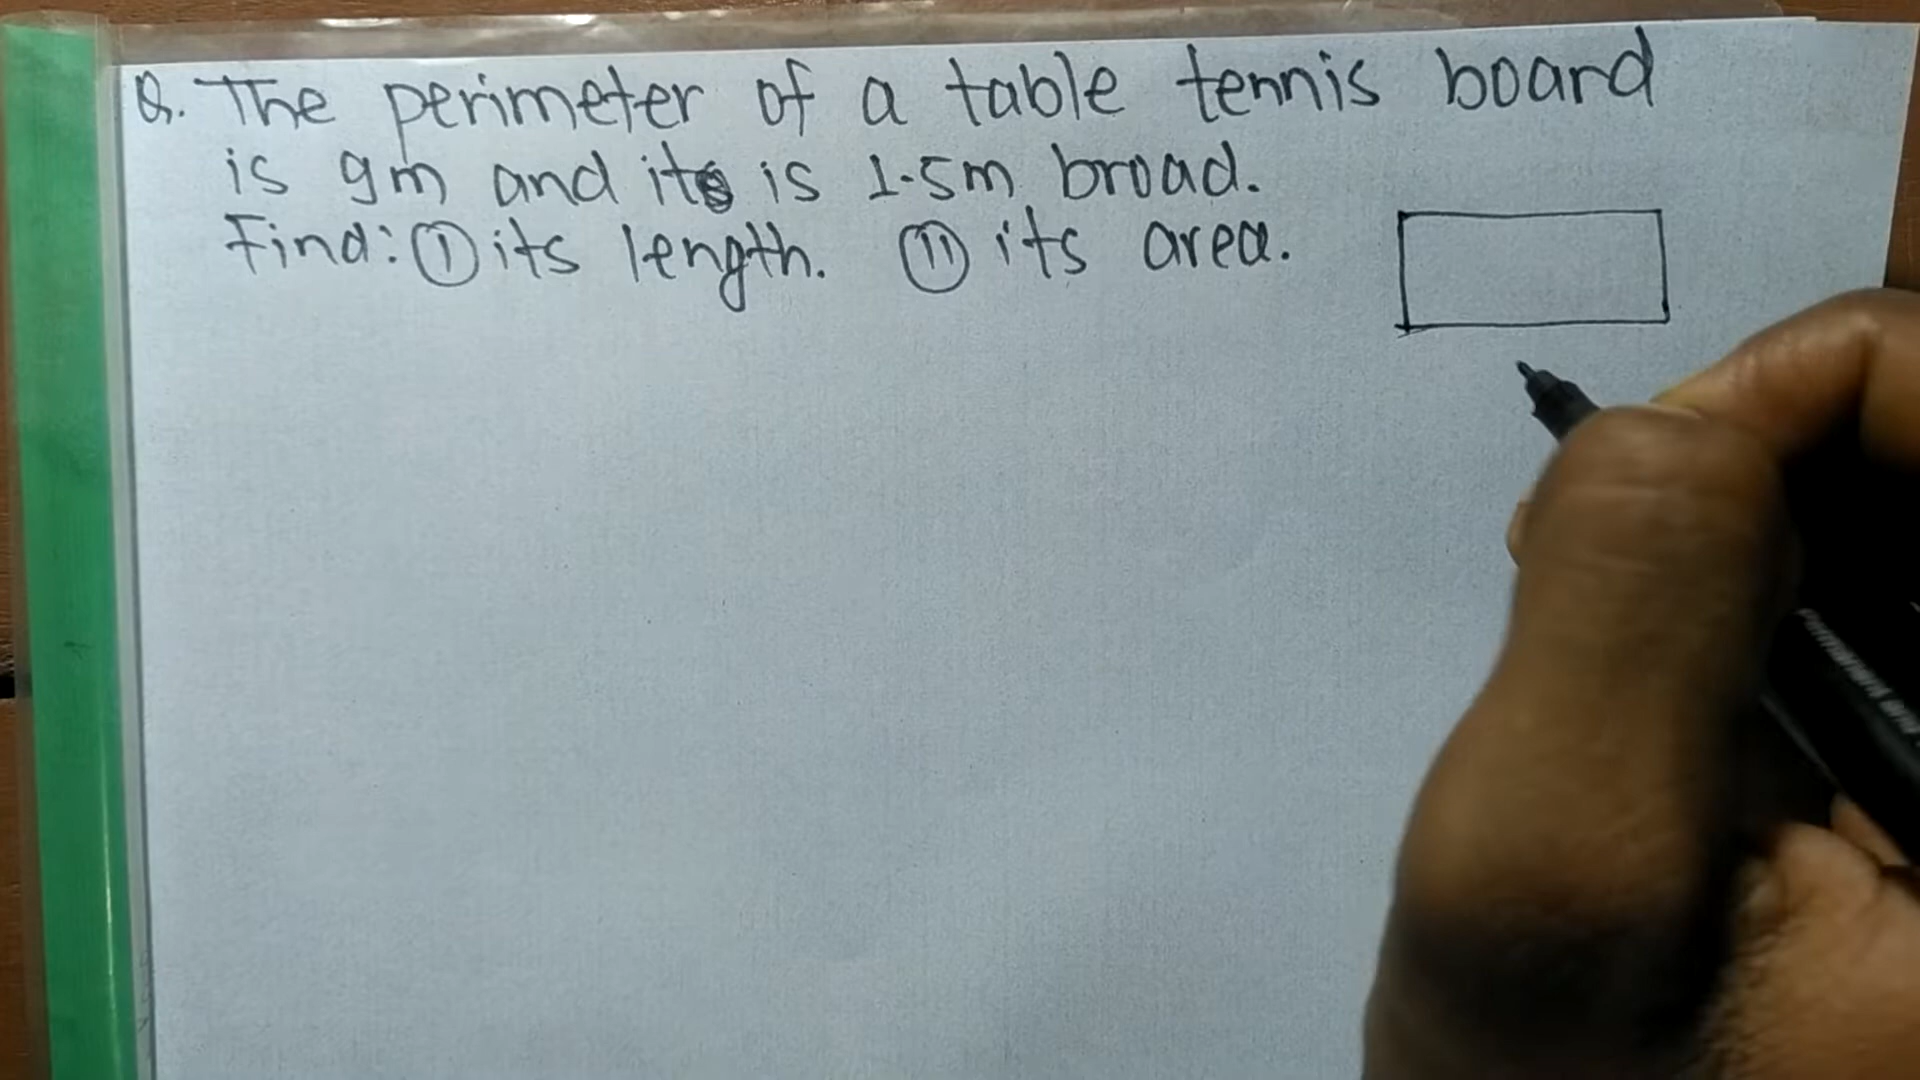 Q. The perimeter of a table tennis board
is 9m and it is 1.5m broad.
Find: (I) its length. (II) its area.